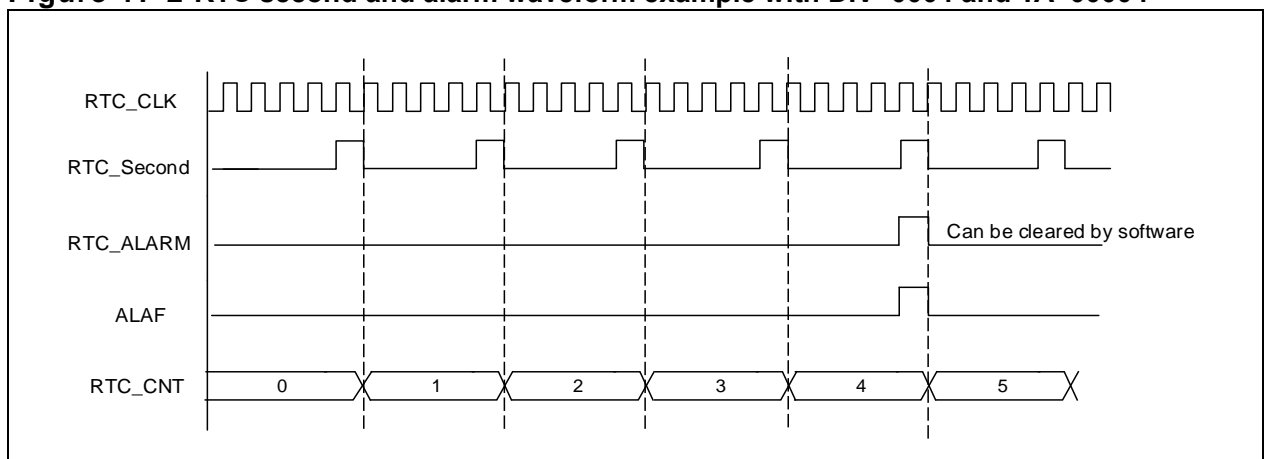 RTC_CLK
RTC_Second
RTC_ALARM
Can be cleared by software
ALAF
RTC_CNT
0
1
2
3
4
5